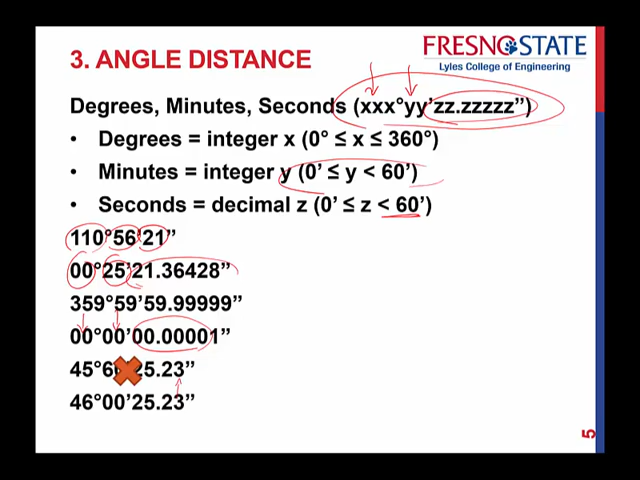 3. ANGLE DISTANCE
FRESNO STATE
Lyles College of Engineering
Degrees, Minutes, Seconds (xxx°yy'zz.zzzzz”)
• Degrees = integer x (0° ≤ x ≤ 360°)
• Minutes = integer y (0’ ≤ y < 60’)
• Seconds = decimal z (0’ ≤ z < 60’)
110°56’21”
00°25’21.36428”
359°59’59.99999”
00°00’00.00001”
45°6 25.23”
46°00’25.23”
5